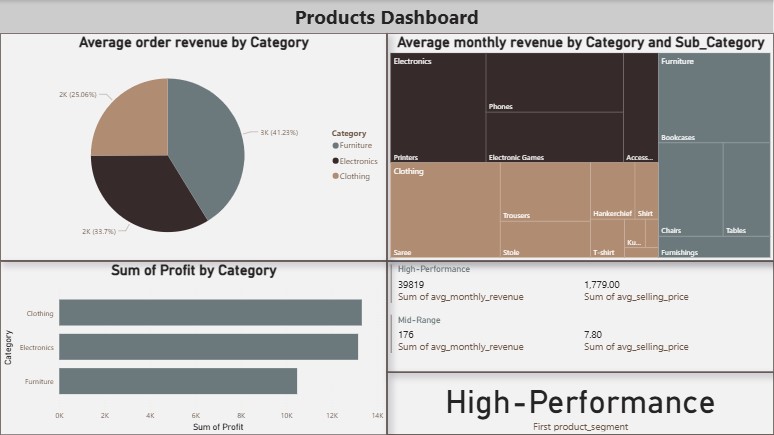 Products Dashboard
Average order revenue by Category
2K (25.06%)
3K (41.23%)
2K (33.7%)
Category
Furniture
Electronics
Clothing
Average monthly revenue by Category and Sub_Category
Electronics
Printers
Phones
Electronic Games
Access...
Furniture
Bookcases
Chairs
Tables
Furnishings
Clothing
Saree
Trousers
Stole
Hankerchief
Shirt
T-shirt
Ku...
Sum of Profit by Category
Category
Clothing
Electronics
Furniture
0K 2K 4K 6K 8K 10K 12K 14K
Sum of Profit
High-Performance
39819 1,779.00
Sum of avg_monthly_revenue Sum of avg_selling_price
Mid-Range
176 7.80
Sum of avg_monthly_revenue Sum of avg_selling_price
High-Performance
First product_segment